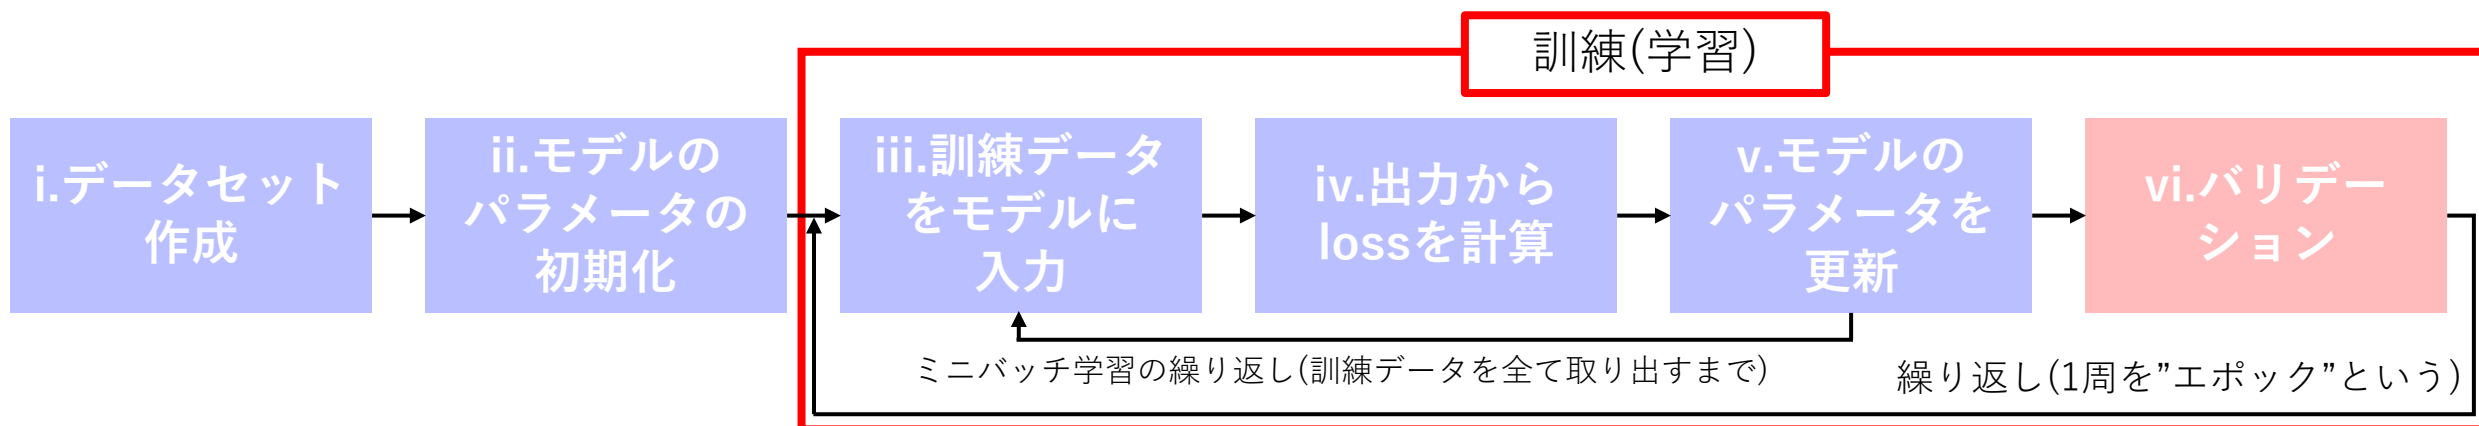 訓練(学習)
i.データセット
作成
ii.モデルの
パラメータの
初期化
iii.訓練データ
をモデルに
入力
iv.出力から
lossを計算
v.モデルの
パラメータを
更新
vi.バリデー
ション
ミニバッチ学習の繰り返し(訓練データを全て取り出すまで)
繰り返し(1周を”エポック”という)